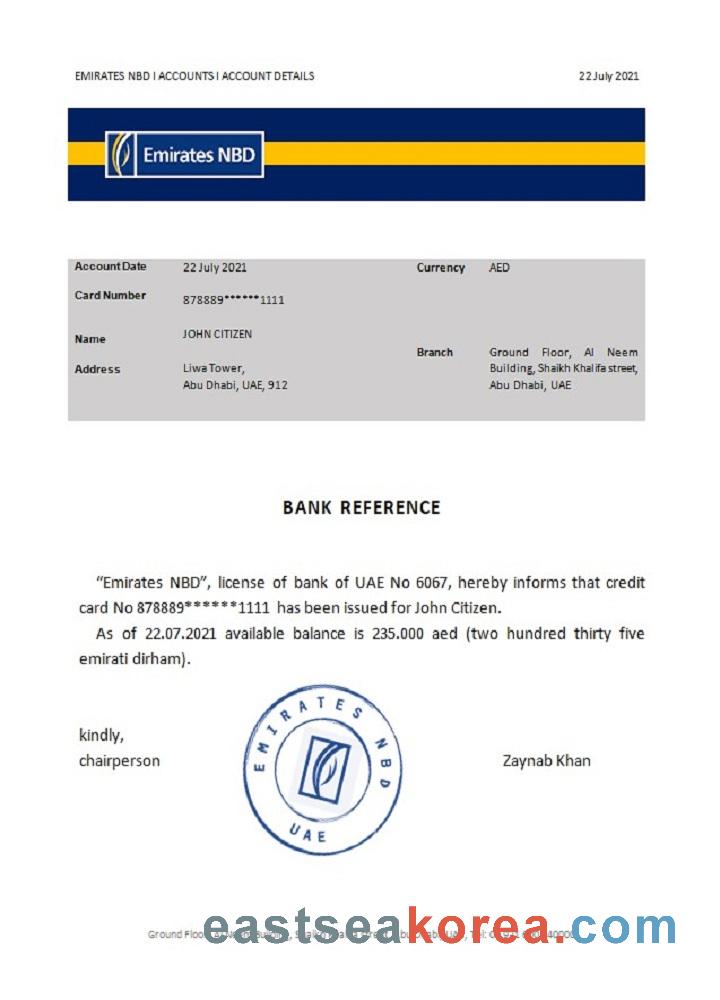 EMIRATES NBD I ACCOUNTS I ACCOUNT DETAILS 22 July 2021
Emirates NBD
Account Date 22 July 2021 Currency AED
Card Number 878889******1111
Name JOHN CITIZEN
Address Liwa Tower,
Abu Dhabi, UAE, 912
Branch Ground Floor, Al Neem
Building, Shaikh Khalifa street,
Abu Dhabi, UAE
BANK REFERENCE
“Emirates NBD”, license of bank of UAE No 6067, hereby informs that credit
card No 878889******1111 has been issued for John Citizen.
As of 22.07.2021 available balance is 235.000 aed (two hundred thirty five
emirati dirham).
kindly,
chairperson Zaynab Khan
EMIRATES NBD
UAE
eastseakorea.com
Ground